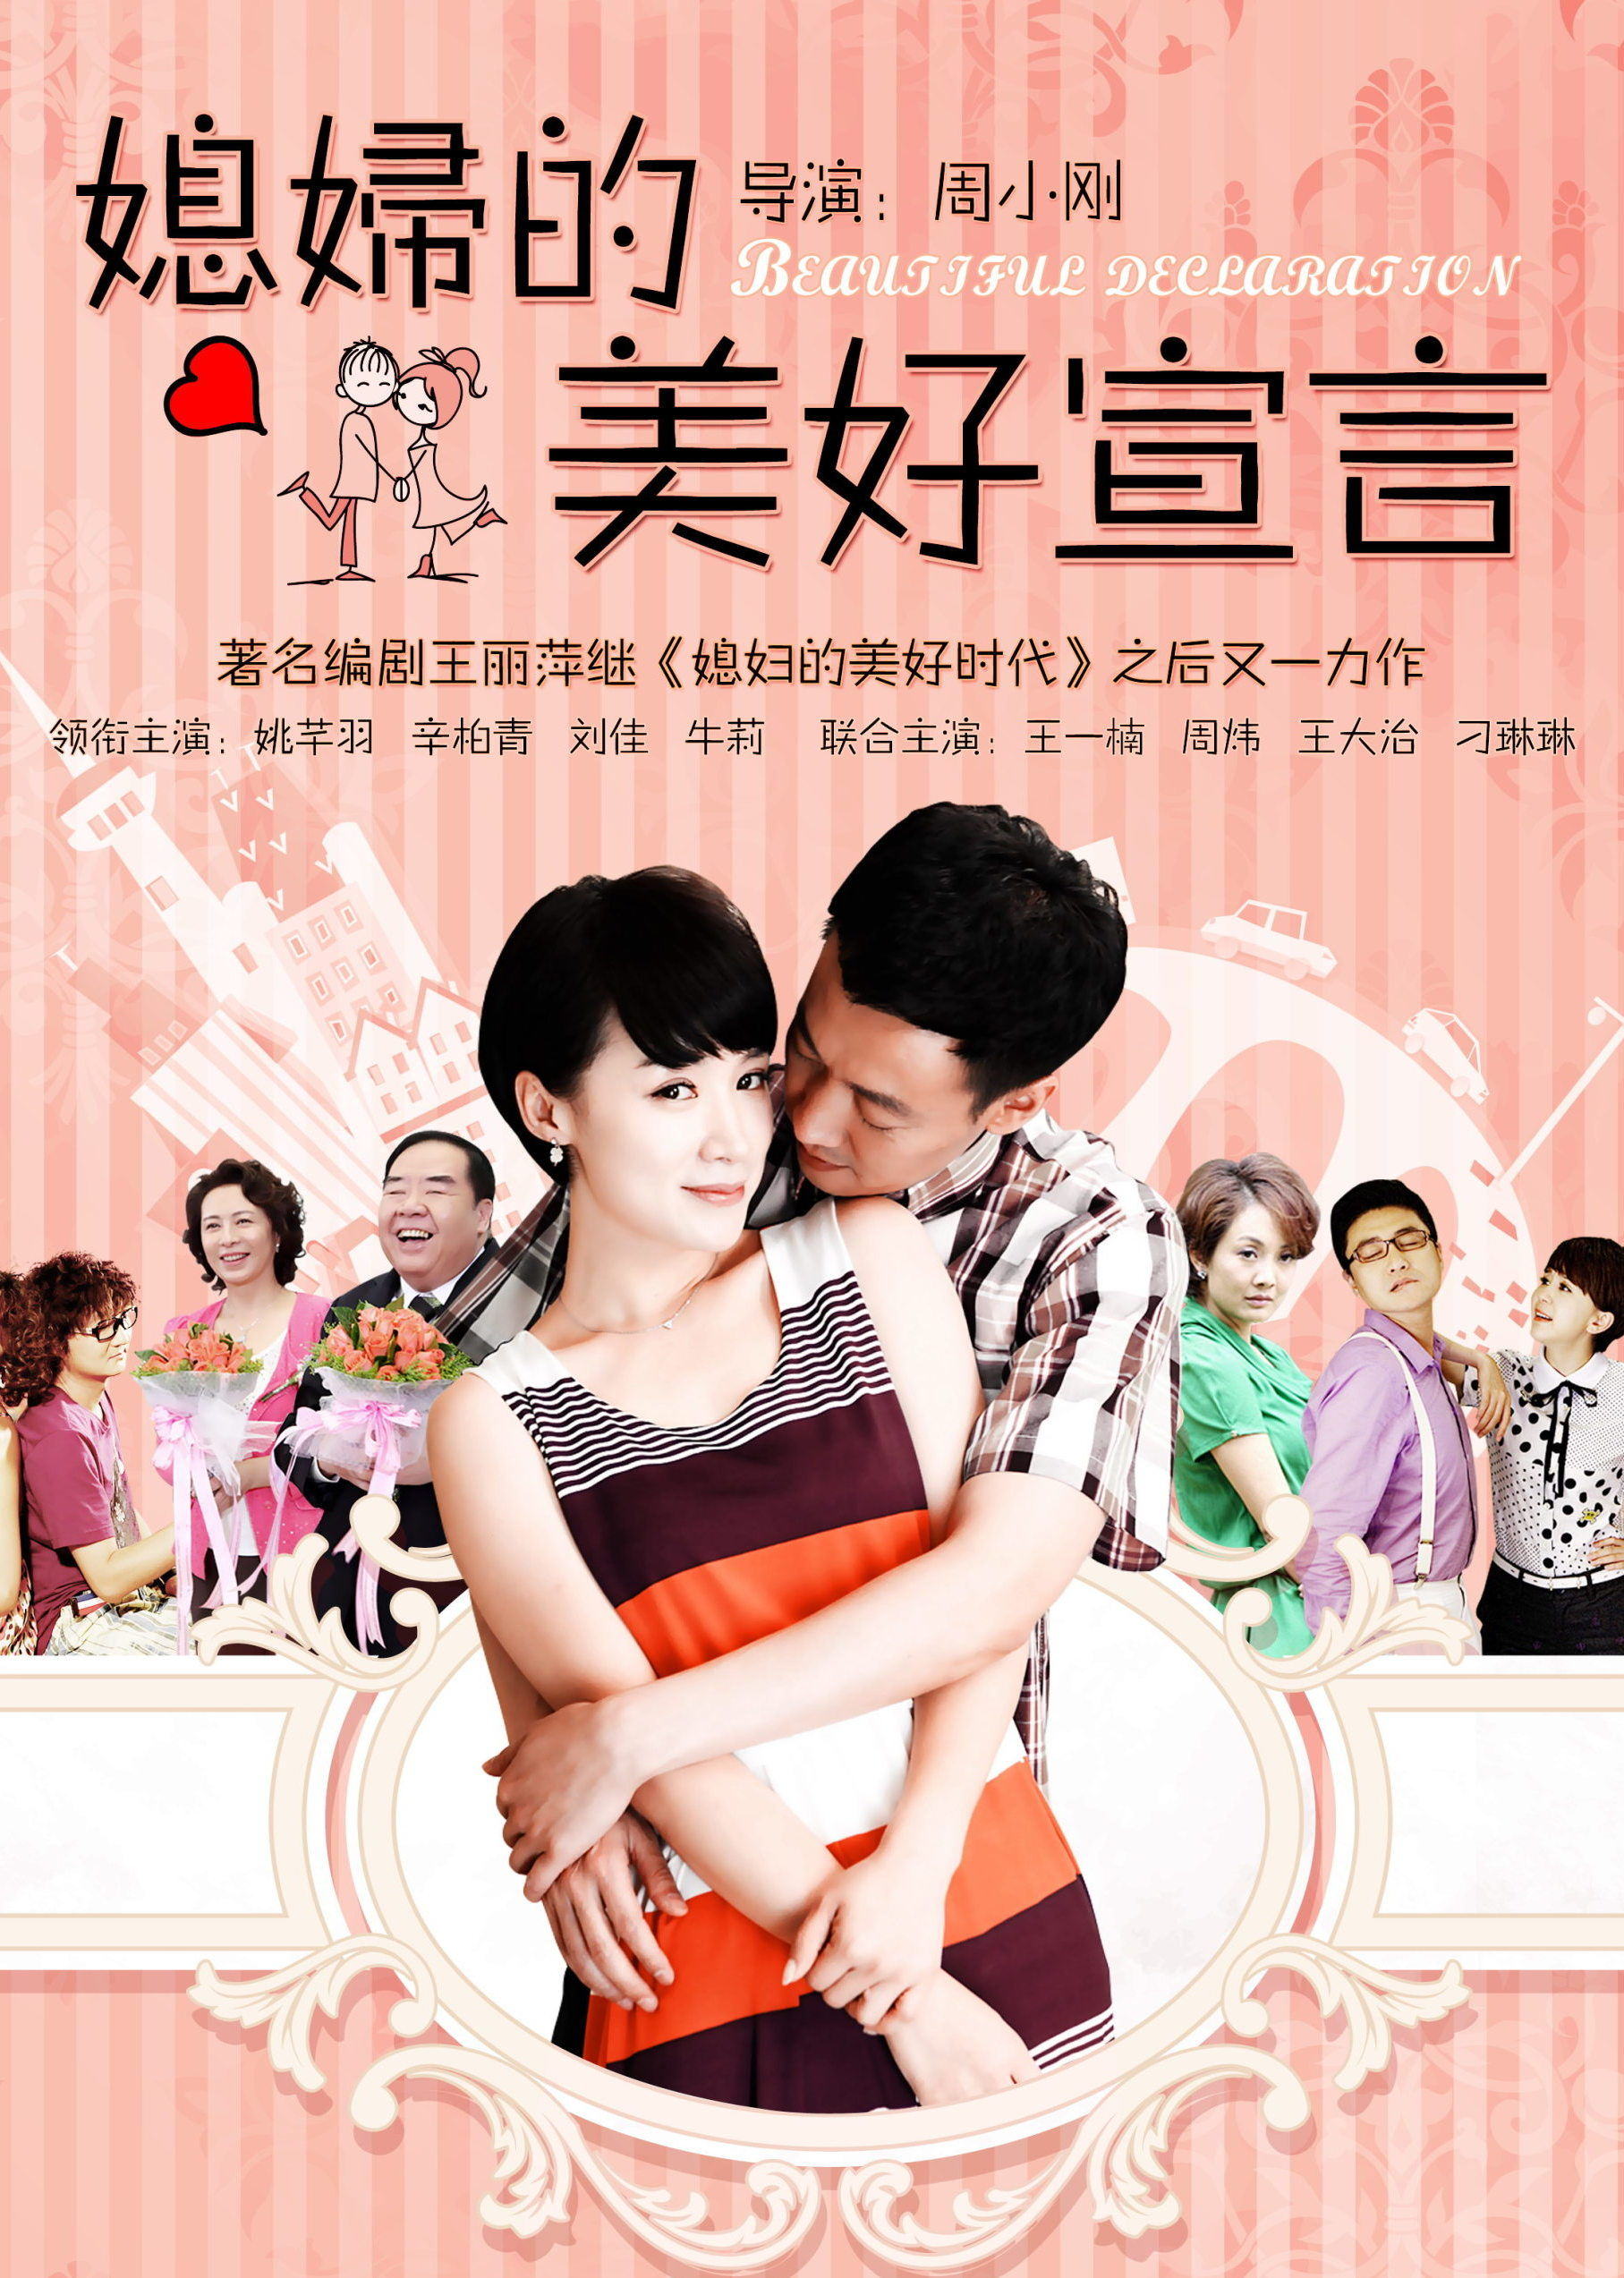 媳婦的
导演：周小刚
BEAUTIFUL DECLARATION
美好宣言
著名编剧王丽萍继《媳妇的美好时代》之后又一力作
领衔主演：姚芊羽 辛柏青 刘佳 牛莉 联合主演：王一楠 周炜 王大治 刁琳琳